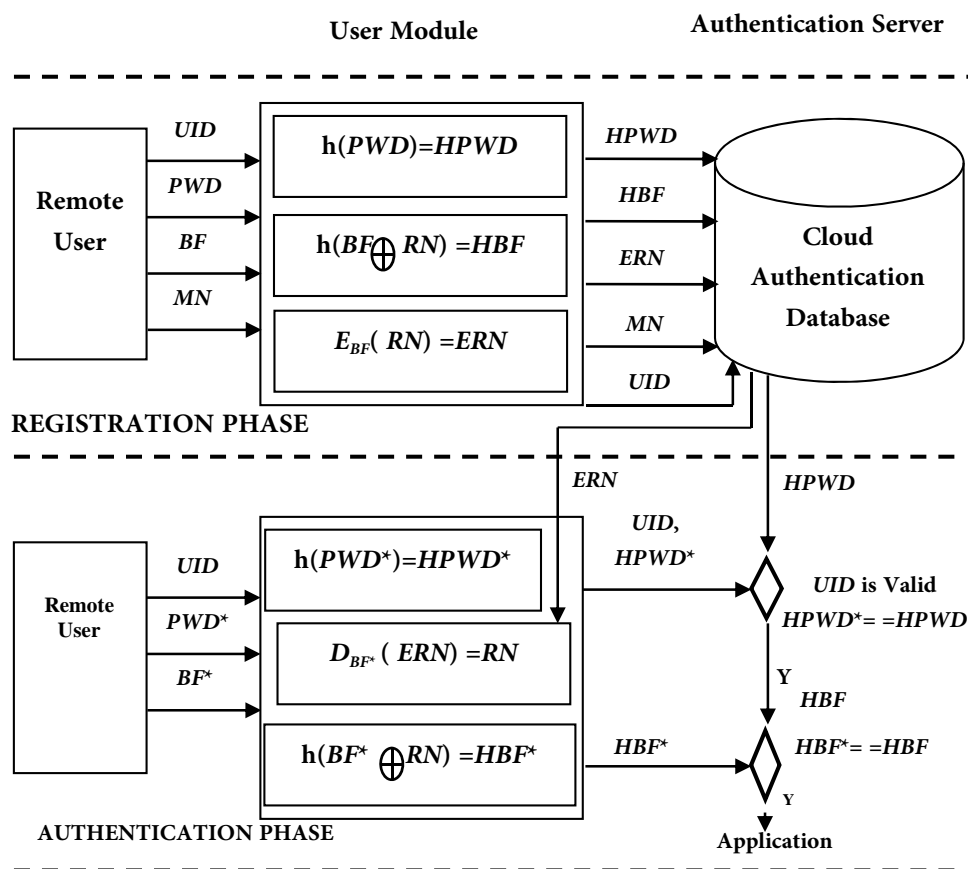 User Module
Authentication Server
Remote
User
UID
PWD
BF
MN
h(PWD)=HPWD
h(BF⊕ RN) =HBF
E_BF( RN) =ERN
HPWD
HBF
ERN
MN
UID
Cloud
Authentication
Database
REGISTRATION PHASE
ERN
HPWD
Remote
User
UID
PWD*
BF*
h(PWD*)=HPWD*
D_BF* ( ERN) =RN
h(BF* ⊕RN) =HBF*
UID,
HPWD*
UID is Valid
HPWD*= =HPWD
Y
HBF
HBF*
HBF*= =HBF
Y
Application
AUTHENTICATION PHASE